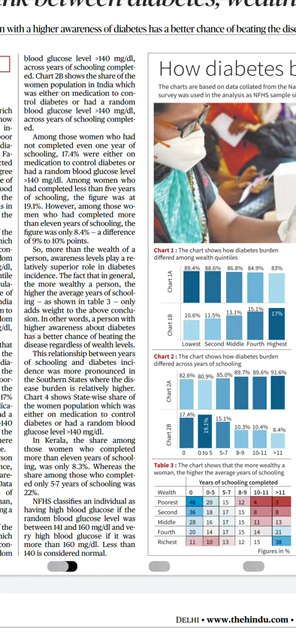 with a higher awareness of diabetes has a better chance of beating the dise
blood glucose level >140 mg/dl,
across years of schooling complet-
ed. Chart 2B shows the share of the
women population in India which
was either on medication to con-
trol diabetes or had a random
blood glucose level >140 mg/dl,
across years of schooling complet-
ed.
Among those women who had
not completed even one year of
schooling, 17.4% were either on
medication to control diabetes or
had a random blood glucose level
>140 mg/dl. Among women who
had completed less than five years
of schooling, the figure was at
19.1%. However, among those wo-
men who had completed more
than eleven years of schooling, the
figure was only 8.4% – a difference
of 9% to 10% points.
So, more than the wealth of a
person, awareness levels play a re-
latively superior role in diabetes
incidence. The fact that in general,
the more wealthy a person, the
higher the average years of school-
ing – as shown in table 3 – only
adds weight to the above conclu-
sion. In other words, a person with
higher awareness about diabetes
has a better chance of beating the
disease regardless of wealth levels.
This relationship between years
of schooling and diabetes inci-
dence was more pronounced in
the Southern States where the dis-
ease burden is relatively higher.
Chart 4 shows State-wise share of
the women population which was
either on medication to control
diabetes or had a random blood
glucose level >140 mg/dl.
In Kerala, the share among
those women who completed
more than eleven years of school-
ing, was only 8.3%. Whereas the
share among those who complet-
ed only 5-7 years of schooling was
22%.
NFHS classifies an individual as
having high blood glucose if the
random blood glucose level was
between 141 and 160 mg/dl and ve-
ry high blood glucose if it was
more than 160 mg/dl. Less than
140 is considered normal.
How diabetes b
The charts are based on data collated from the Na
survey was used in the analysis as NFHS sample si
Chart 1 : The chart shows how diabetes burden
differed among wealth quintiles
Chart 1A
89.4% 88.6% 86.8% 84.9% 83%
Chart 1B
10.6% 11.5% 13.2% 15.1% 17%
Lowest Second Middle Fourth Highest
Chart 2 : The chart shows how diabetes burden
differed across years of schooling
Chart 2A
82.6% 80.9% 85.0% 89.7% 89.6% 91.6%
Chart 2B
17.4% 19.1% 15.1% 10.3% 10.4% 8.4%
0 0 to 5 5-7 8-9 10-11 >11
Table 3 : The chart shows that the more wealthy a
woman, the higher the average years of schooling
Schooling
Wealth 0 0-5 5-7 8-9 10-11 >11
Poorest 20 15 12
Second 36 18 17 15 8
Middle 28 16 17 15 11 13
Fourth 20 14 17 15 14 21
Richest 11 10 13 12 15 38
Figures in %
DELHI • www.thehindu.com •